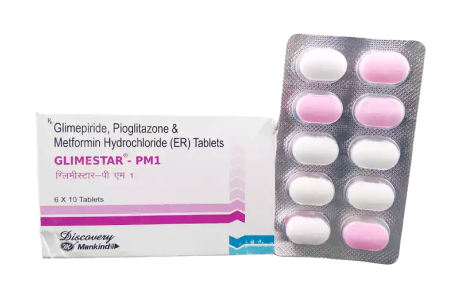 Rx Glimepiride, Pioglitazone &
Metformin Hydrochloride (ER) Tablets
GLIMESTAR®- PM1
ग्लिमीस्टार-पी एम 1
6 X 10 Tablets
Discovery
Mankind